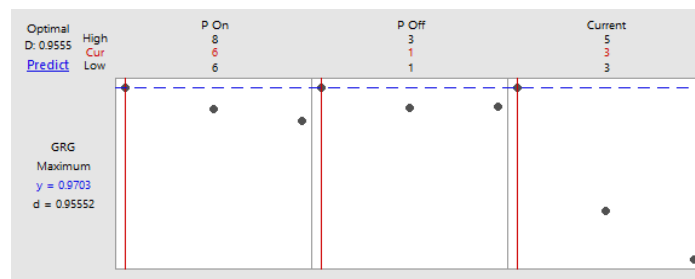 Optimal
D: 0.9555
Predict
High
Cur
Low
P On
8
6
6
P Off
3
1
1
Current
5
3
3
GRG
Maximum
y = 0.9703
d = 0.95552